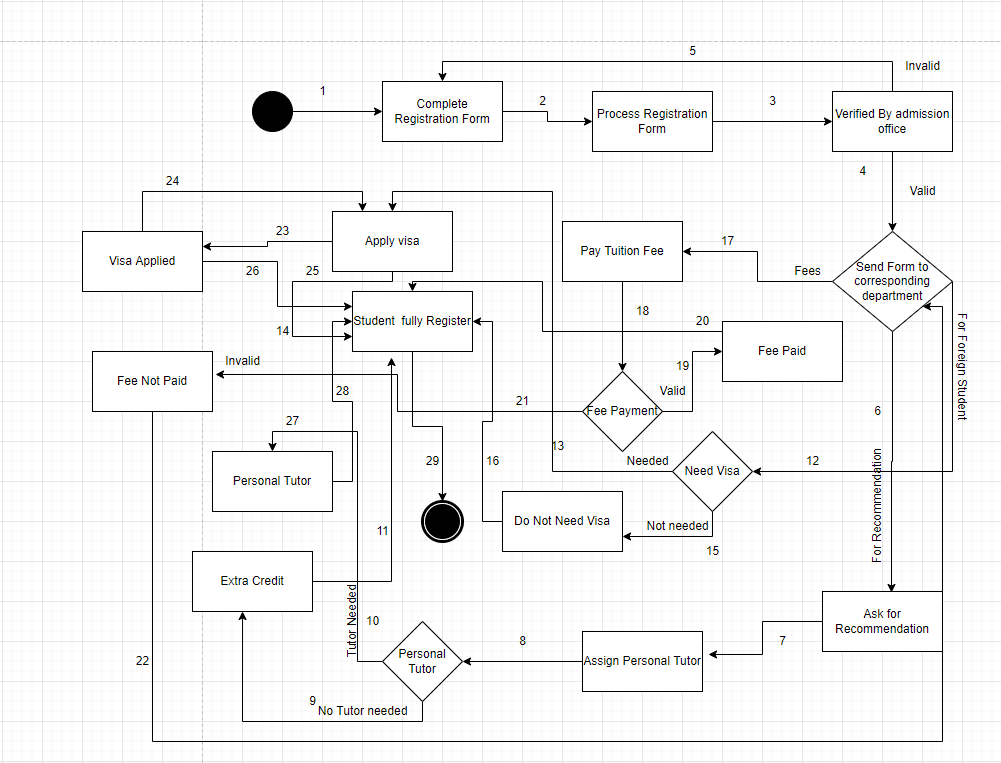 5
Invalid
1
Complete
Registration Form
2
Process Registration
Form
3
Verified By admission
office
4
Valid
24
23
Apply visa
Visa Applied
26
25
Pay Tuition Fee
17
Fees
Send Form to
corresponding
department
14
Student fully Register
18
20
Fee Paid
For Foreign Student
Invalid
Fee Not Paid
28
21
19
Valid
Fee Payment
6
27
Personal Tutor
29
16
13
Needed
Need Visa
12
For Recommendation
Do Not Need Visa
Not needed
15
11
Extra Credit
Tutor Needed
10
Ask for
Recommendation
7
8
Assign Personal Tutor
Personal
Tutor
22
9
No Tutor needed